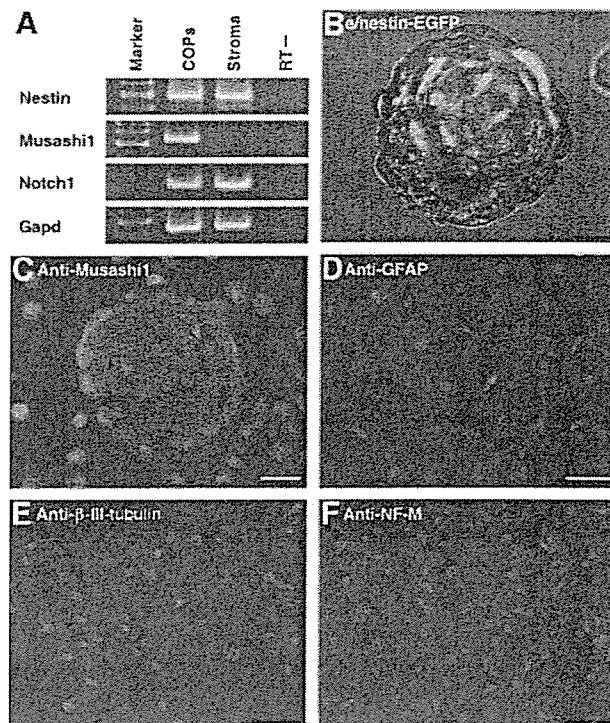 A
Marker
COPs
Stroma
RT–
Nestin
Musashi1
Notch1
Gapd
B e/nestin-EGFP
C Anti-Musashi1
D Anti-GFAP
E Anti-β-III-tubulin
F Anti-NF-M